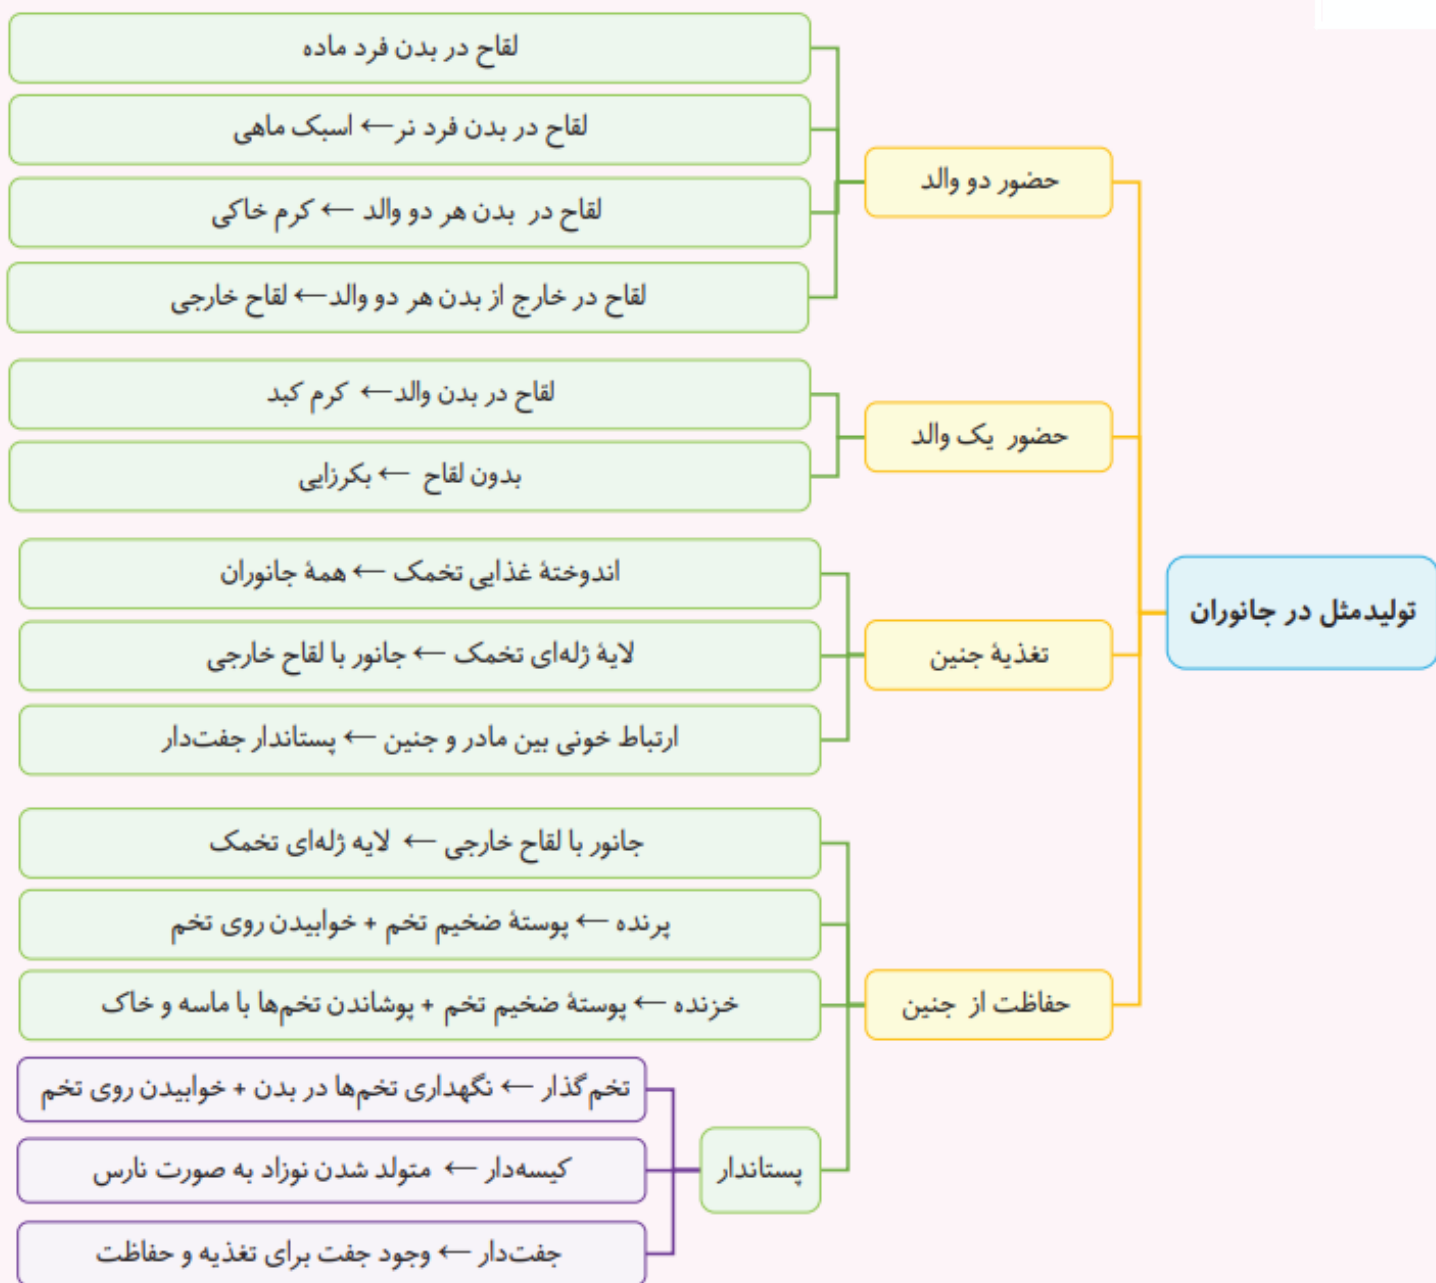 تولیدمثل در جانوران
حضور دو والد
لقاح در بدن فرد ماده
لقاح در بدن فرد نر← اسبک ماهی
لقاح در بدن هر دو والد ← کرم خاکی
لقاح در خارج از بدن هر دو والد← لقاح خارجی
حضور یک والد
لقاح در بدن والد← کرم کبد
بدون لقاح ← بکرزایی
تغذیهٔ جنین
اندوختهٔ غذایی تخمک ← همهٔ جانوران
لایهٔ ژله‌ای تخمک ← جانور با لقاح خارجی
ارتباط خونی بین مادر و جنین ← پستاندار جفت‌دار
حفاظت از جنین
جانور با لقاح خارجی ← لایه ژله‌ای تخمک
پرنده ← پوستهٔ ضخیم تخم + خوابیدن روی تخم
خزنده ← پوستهٔ ضخیم تخم + پوشاندن تخم‌ها با ماسه و خاک
پستاندار
تخم‌گذار ← نگهداری تخم‌ها در بدن + خوابیدن روی تخم
کیسه‌دار ← متولد شدن نوزاد به صورت نارس
جفت‌دار ← وجود جفت برای تغذیه و حفاظت